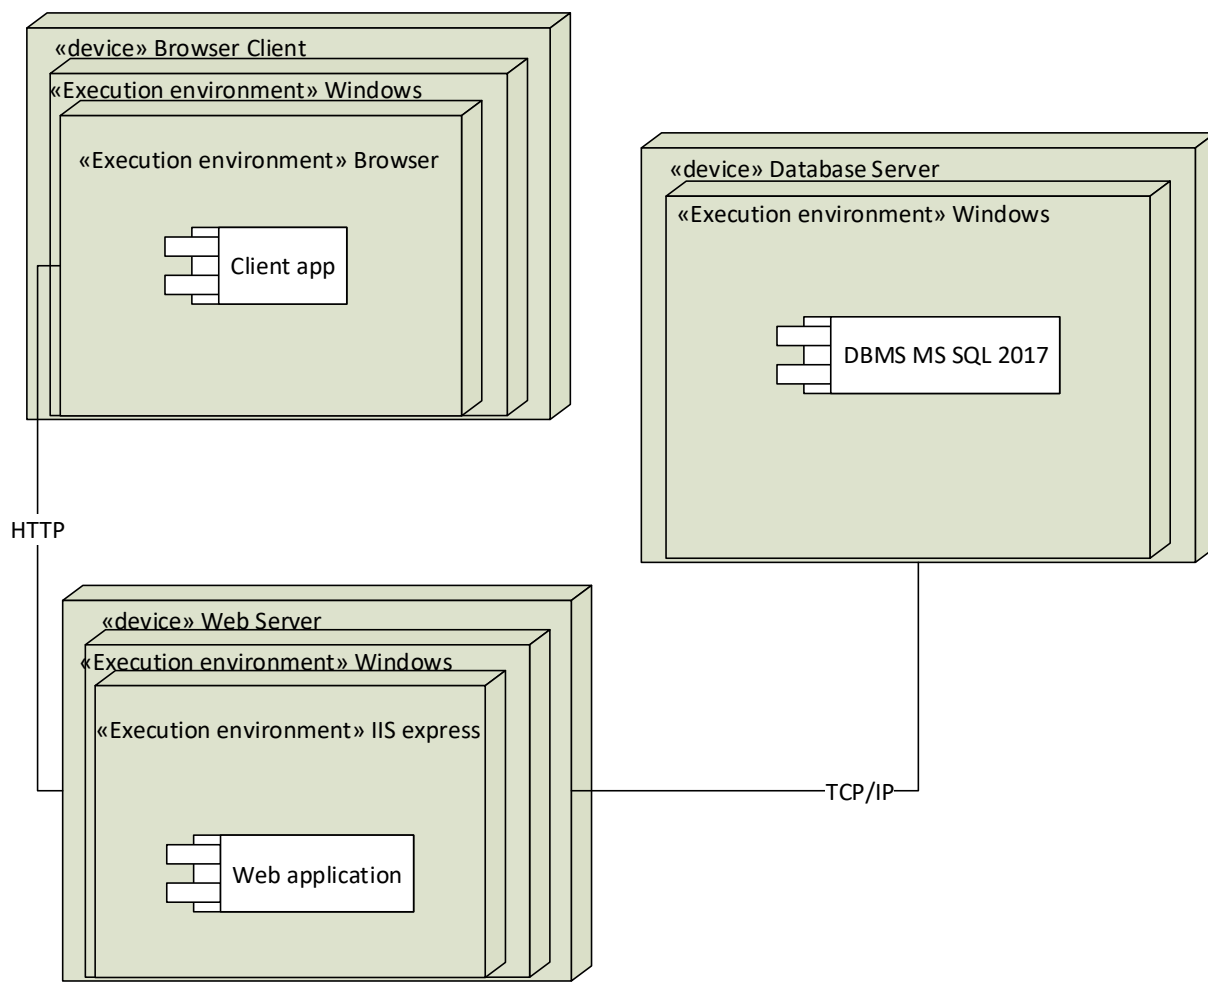 «device» Browser Client
«Execution environment» Windows
«Execution environment» Browser
Client app
«device» Database Server
«Execution environment» Windows
DBMS MS SQL 2017
HTTP
«device» Web Server
«Execution environment» Windows
«Execution environment» IIS express
Web application
TCP/IP